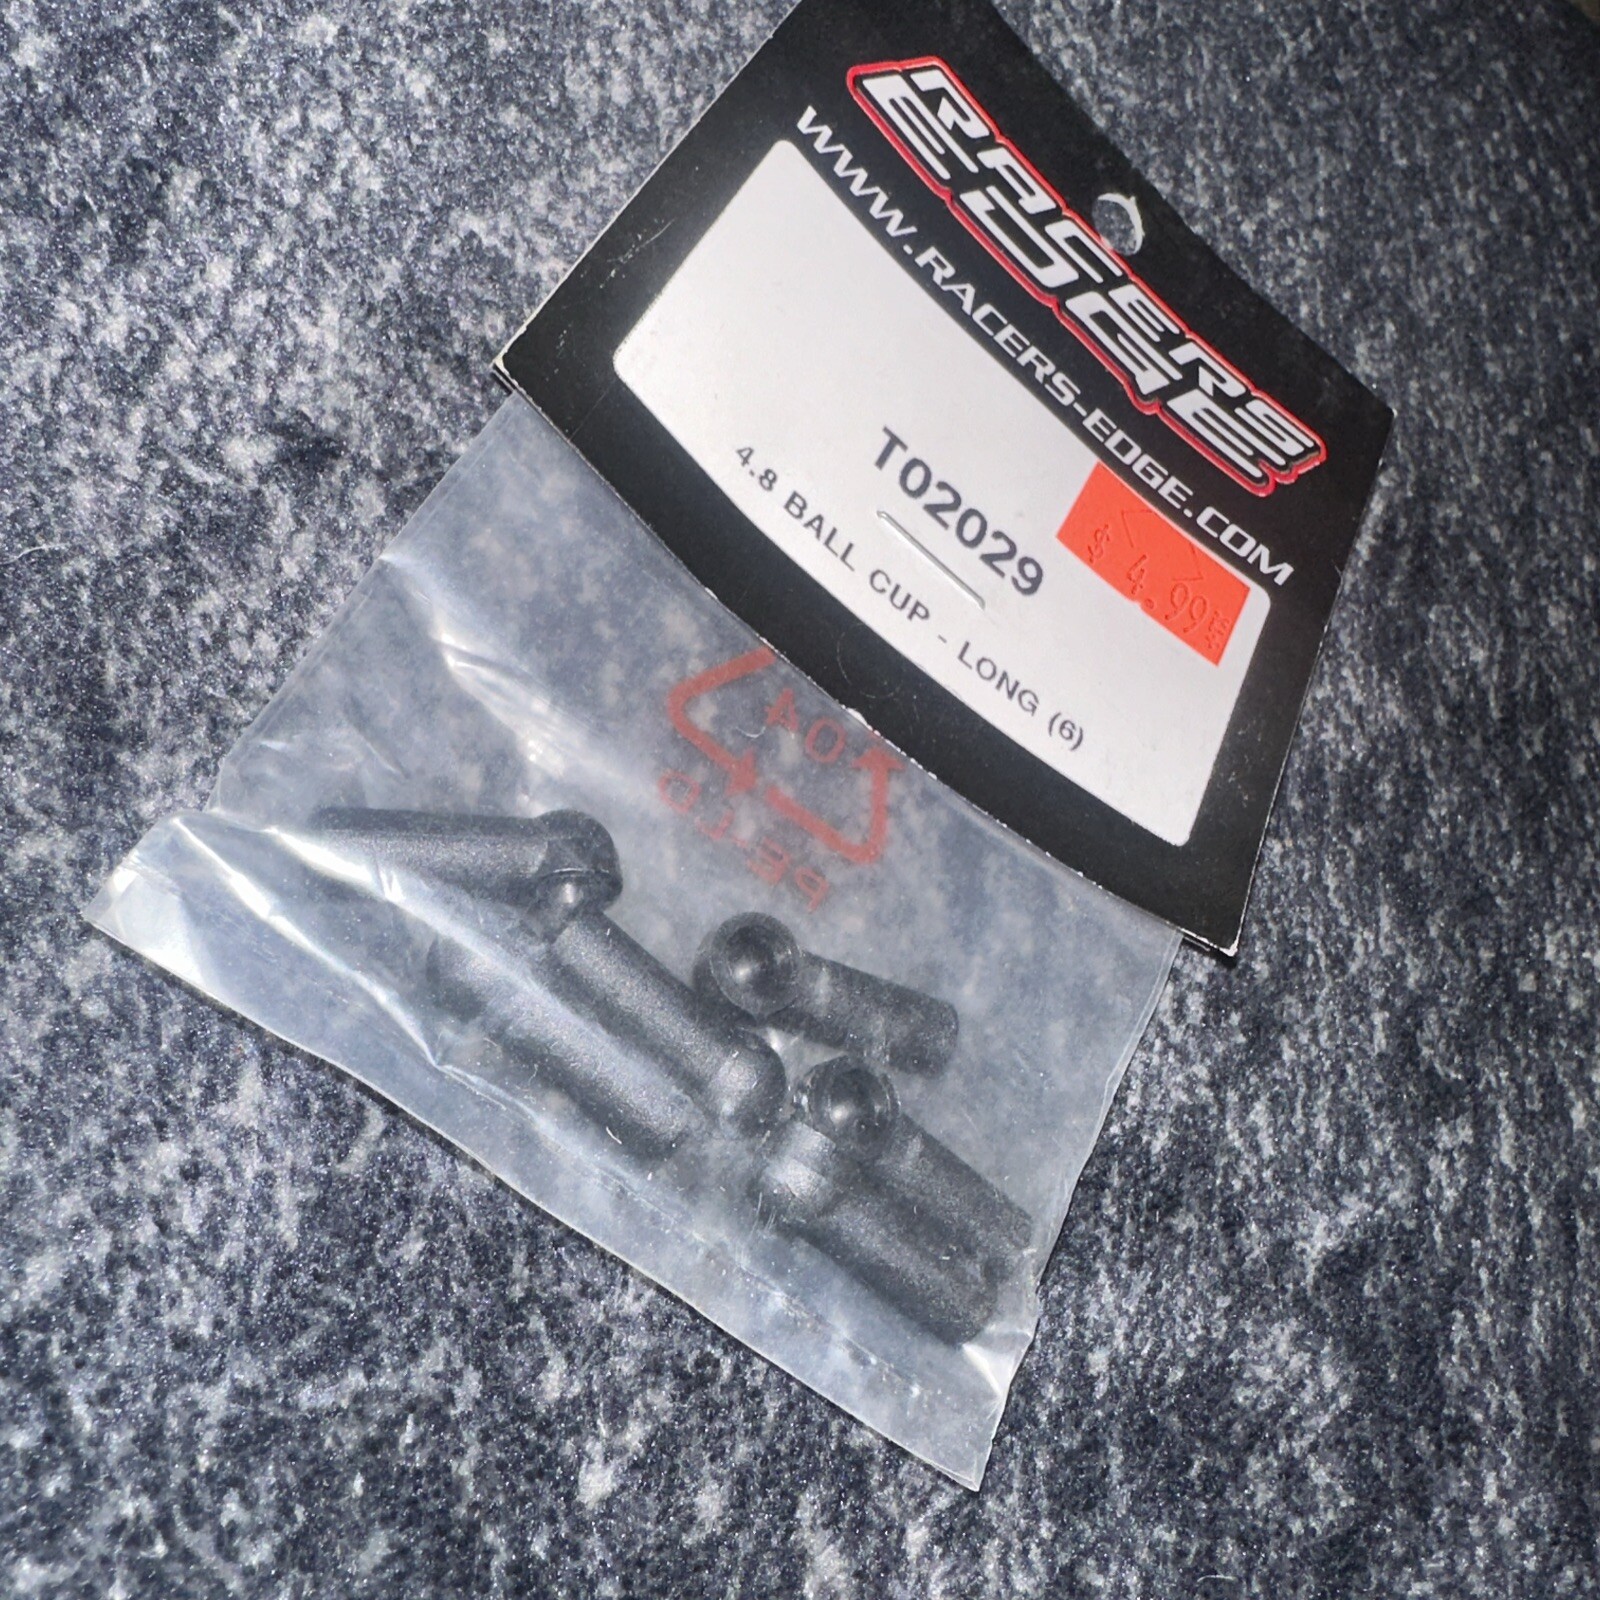 RACERS
EDGE
WWW.RACERS-EDGE.COM
$ 4.99
T02029
4.8 BALL CUP - LONG (6)
04
PE-LD